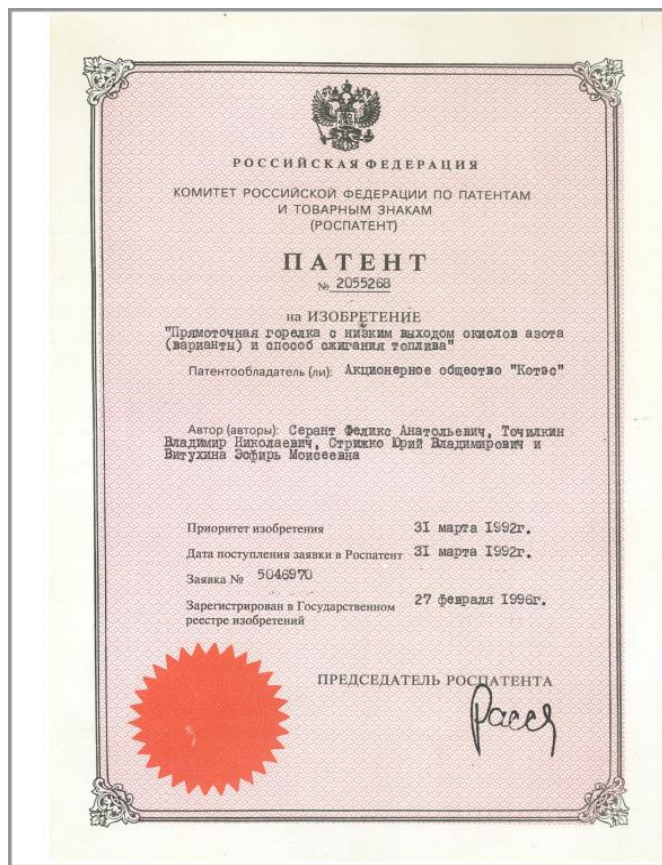 РОССИЙСКАЯ ФЕДЕРАЦИЯ
КОМИТЕТ РОССИЙСКОЙ ФЕДЕРАЦИИ ПО ПАТЕНТАМ
И ТОВАРНЫМ ЗНАКАМ
(РОСПАТЕНТ)
ПАТЕНТ
№ 2055268
на ИЗОБРЕТЕНИЕ
"Прямоточная горелка с низким выходом окислов азота
(варианты) и способ сжигания топлива"
Патентообладатель (ли): Акционерное общество "Котэс"
Автор (авторы): Серант Феликс Анатольевич, Точилкин
Владимир Николаевич, Стрижко Юрий Владимирович и
Витухина Эсфирь Моисеевна
Приоритет изобретения 31 марта 1992г.
Дата поступления заявки в Роспатент 31 марта 1992г.
Заявка № 5046970
Зарегистрирован в Государственном 27 февраля 1996г.
реестре изобретений
ПРЕДСЕДАТЕЛЬ РОСПАТЕНТА